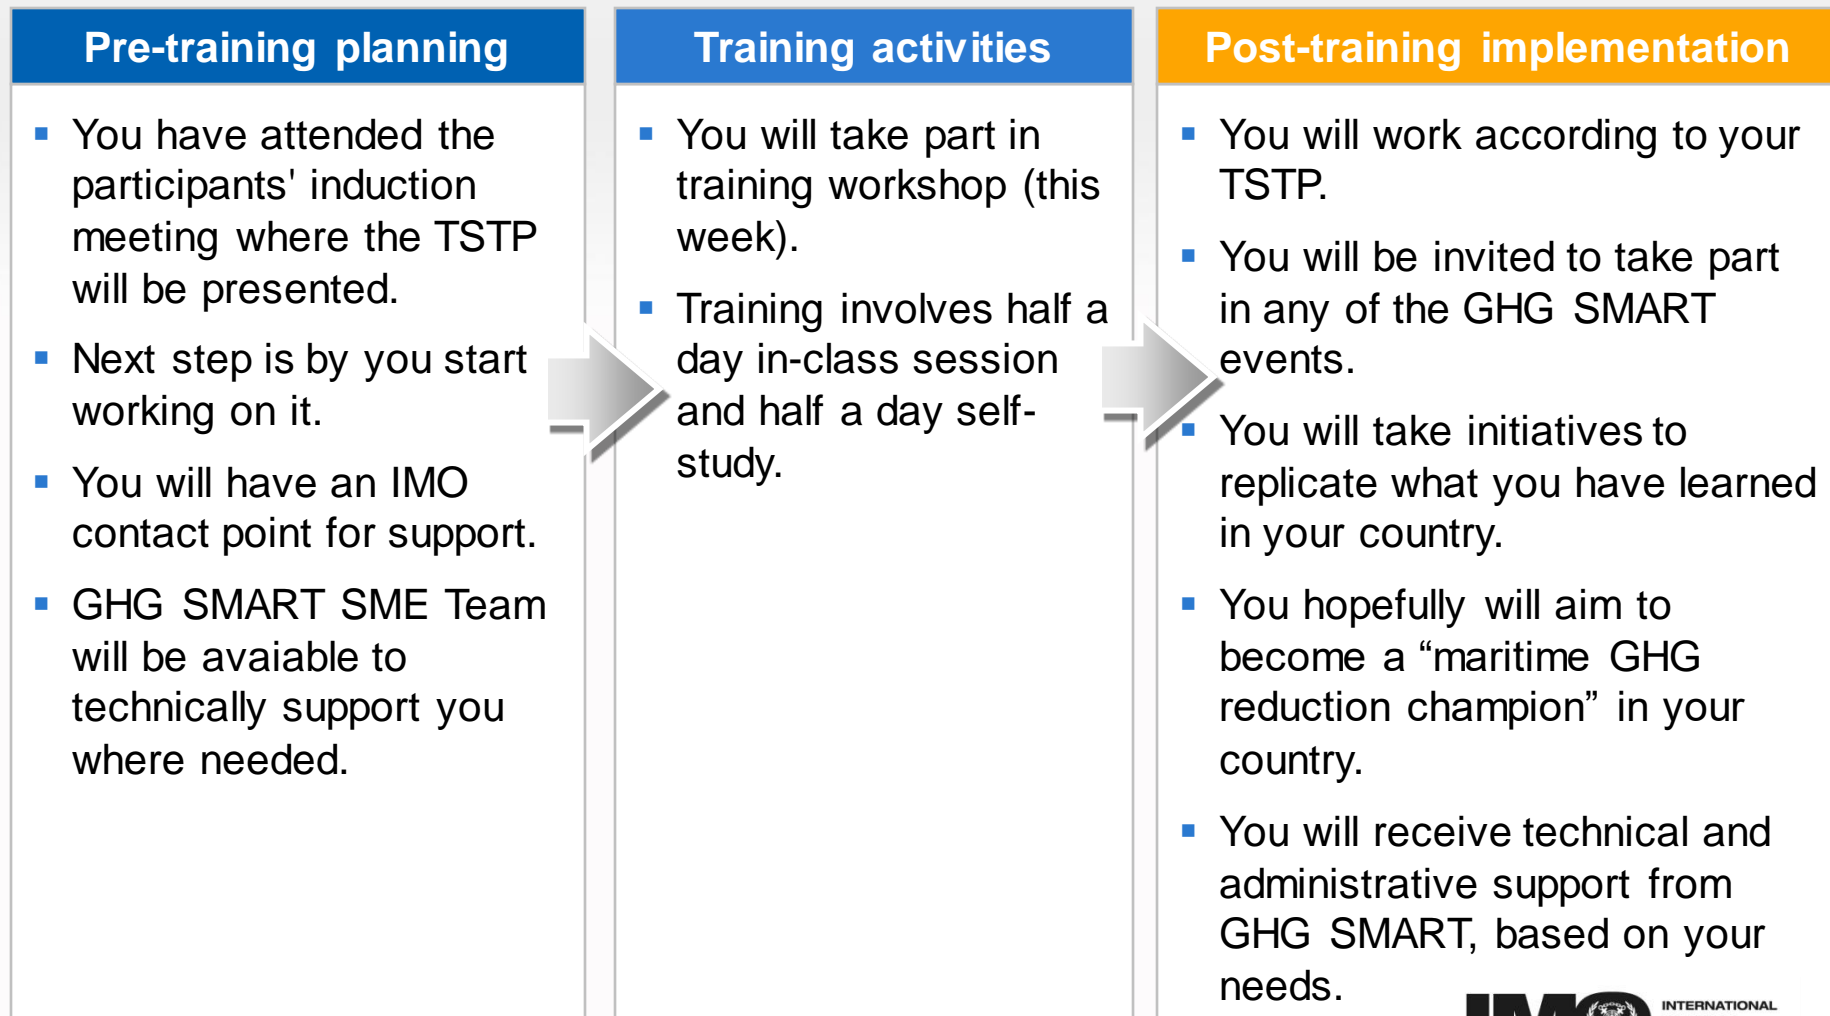 Pre-training planning
You have attended the
participants' induction
meeting where the TSTP
will be presented.
Next step is by you start
working on it.
You will have an IMO
contact point for support.
GHG SMART SME Team
will be avaiable to
technically support you
where needed.
Training activities
You will take part in
training workshop (this
week).
Training involves half a
day in-class session
and half a day self-
study.
Post-training implementation
You will work according to your
TSTP.
You will be invited to take part
in any of the GHG SMART
events.
You will take initiatives to
replicate what you have learned
in your country.
You hopefully will aim to
become a “maritime GHG
reduction champion” in your
country.
You will receive technical and
administrative support from
GHG SMART, based on your
needs.
IMO
INTERNATIONAL